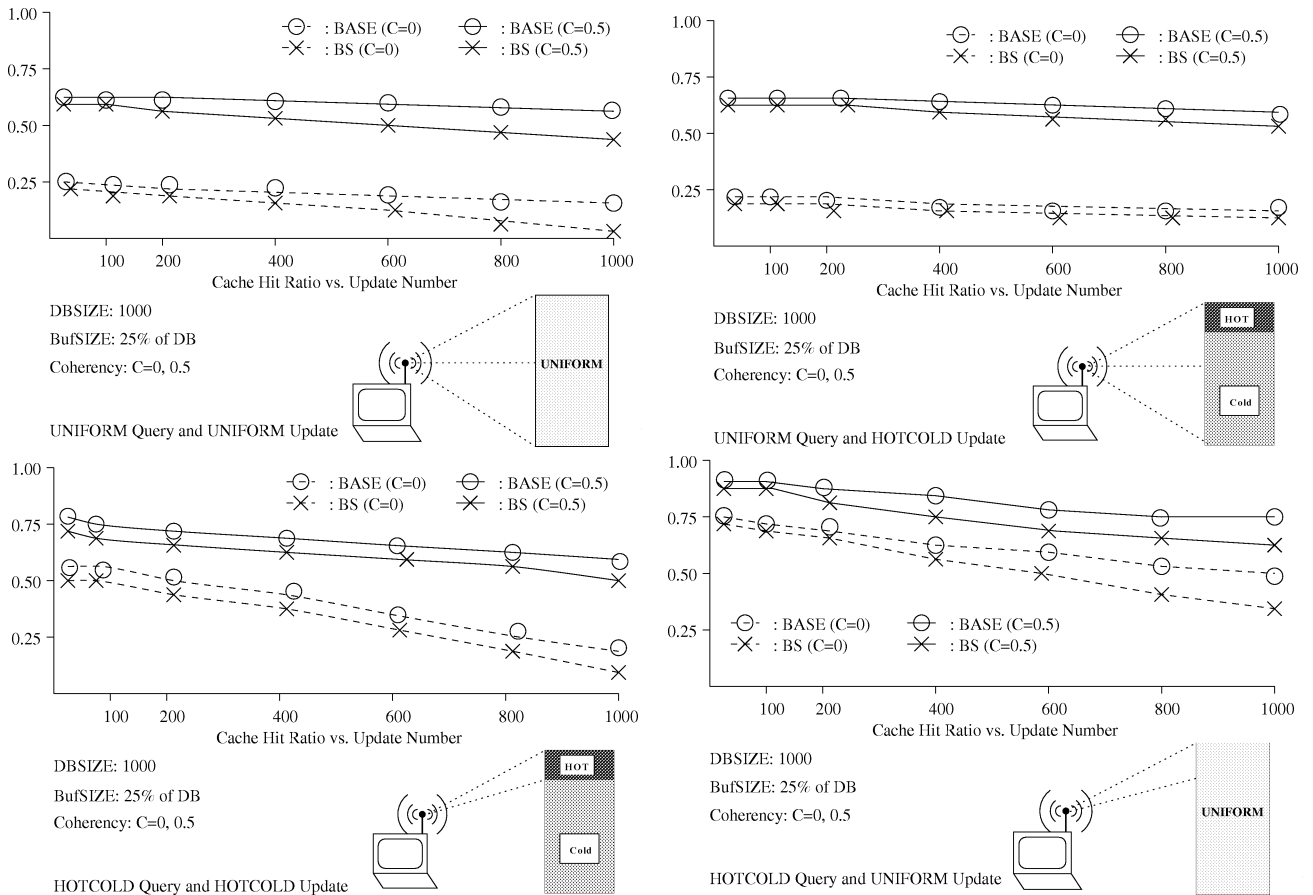 1.00
: BASE (C=0) : BASE (C=0.5)
: BS (C=0) : BS (C=0.5)
0.75
0.50
0.25
100 200 400 600 800 1000
Cache Hit Ratio vs. Update Number
DBSIZE: 1000
BufSIZE: 25% of DB
Coherency: C=0, 0.5
UNIFORM
UNIFORM Query and UNIFORM Update
1.00
: BASE (C=0) : BASE (C=0.5)
: BS (C=0) : BS (C=0.5)
0.75
0.50
0.25
100 200 400 600 800 1000
Cache Hit Ratio vs. Update Number
DBSIZE: 1000
HOT
BufSIZE: 25% of DB
Coherency: C=0, 0.5
Cold
UNIFORM Query and HOTCOLD Update
1.00
: BASE (C=0) : BASE (C=0.5)
: BS (C=0) : BS (C=0.5)
0.75
0.50
0.25
100 200 400 600 800 1000
Cache Hit Ratio vs. Update Number
DBSIZE: 1000
HOT
BufSIZE: 25% of DB
Coherency: C=0, 0.5
Cold
HOTCOLD Query and HOTCOLD Update
1.00
0.75
0.50
: BASE (C=0) : BASE (C=0.5)
0.25
: BS (C=0) : BS (C=0.5)
100 200 400 600 800 1000
Cache Hit Ratio vs. Update Number
DBSIZE: 1000
BufSIZE: 25% of DB
Coherency: C=0, 0.5
UNIFORM
HOTCOLD Query and UNIFORM Update